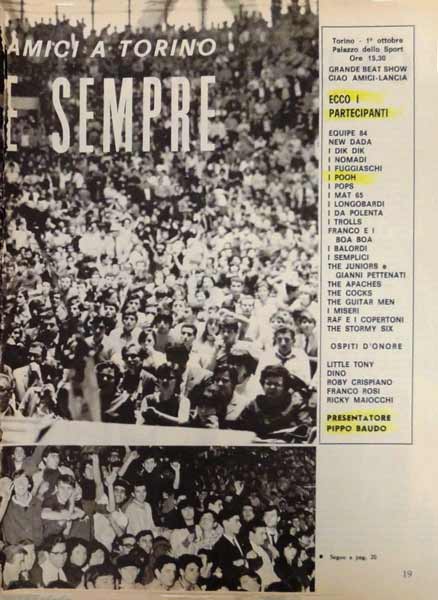 AMICI A TORINO
E SEMPRE
Torino - 1º ottobre
Palazzo dello Sport
Ore 15,30
GRANDE BEAT SHOW
CIAO AMICI-LANCIA
ECCO I
PARTECIPANTI
EQUIPE 84
NEW DADA
I DIK DIK
I NOMADI
I FUGGIASCHI
I POOH
I POPS
I MAT 65
I LONGOBARDI
I DA POLENTA
I TROLLS
FRANCO E I
BOA BOA
I BALORDI
I SEMPLICI
THE JUNIORS e
GIANNI PETTENATI
THE APACHES
THE COCKS
THE GUITAR MEN
I MISERI
RAF E I COPERTONI
THE STORMY SIX
OSPITI D'ONORE
LITTLE TONY
DINO
ROBY CRISPIANO
FRANCO ROSI
RICKY MAIOCCHI
PRESENTATORE
PIPPO BAUDO
Segue a pag. 20
19